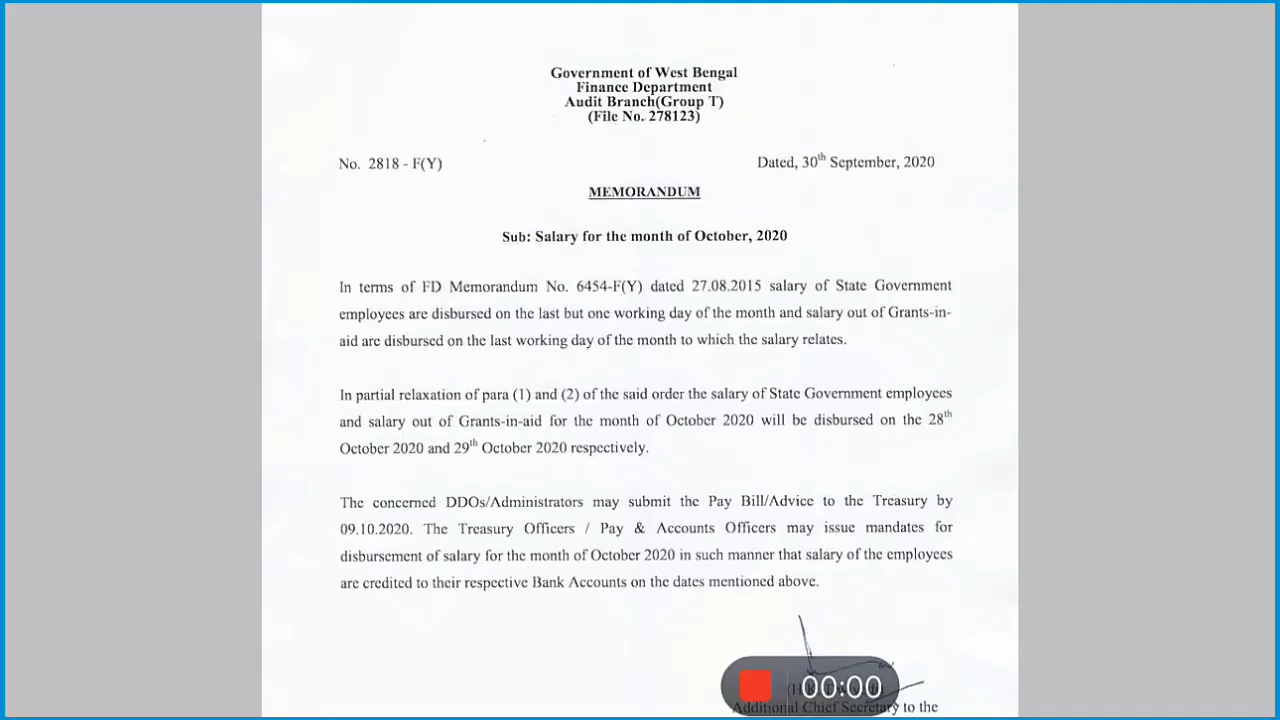 Government of West Bengal
Finance Department
Audit Branch(Group T)
(File No. 278123)
No. 2818 - F(Y)
Dated, 30th September, 2020
MEMORANDUM
Sub: Salary for the month of October, 2020
In terms of FD Memorandum No. 6454-F(Y) dated 27.08.2015 salary of State Government
employees are disbursed on the last but one working day of the month and salary out of Grants-in-
aid are disbursed on the last working day of the month to which the salary relates.
In partial relaxation of para (1) and (2) of the said order the salary of State Government employees
and salary out of Grants-in-aid for the month of October 2020 will be disbursed on the 28th
October 2020 and 29th October 2020 respectively.
The concerned DDOs/Administrators may submit the Pay Bill/Advice to the Treasury by
09.10.2020. The Treasury Officers / Pay & Accounts Officers may issue mandates for
disbursement of salary for the month of October 2020 in such manner that salary of the employees
are credited to their respective Bank Accounts on the dates mentioned above.
00:00
Additional Chief Secretary to the